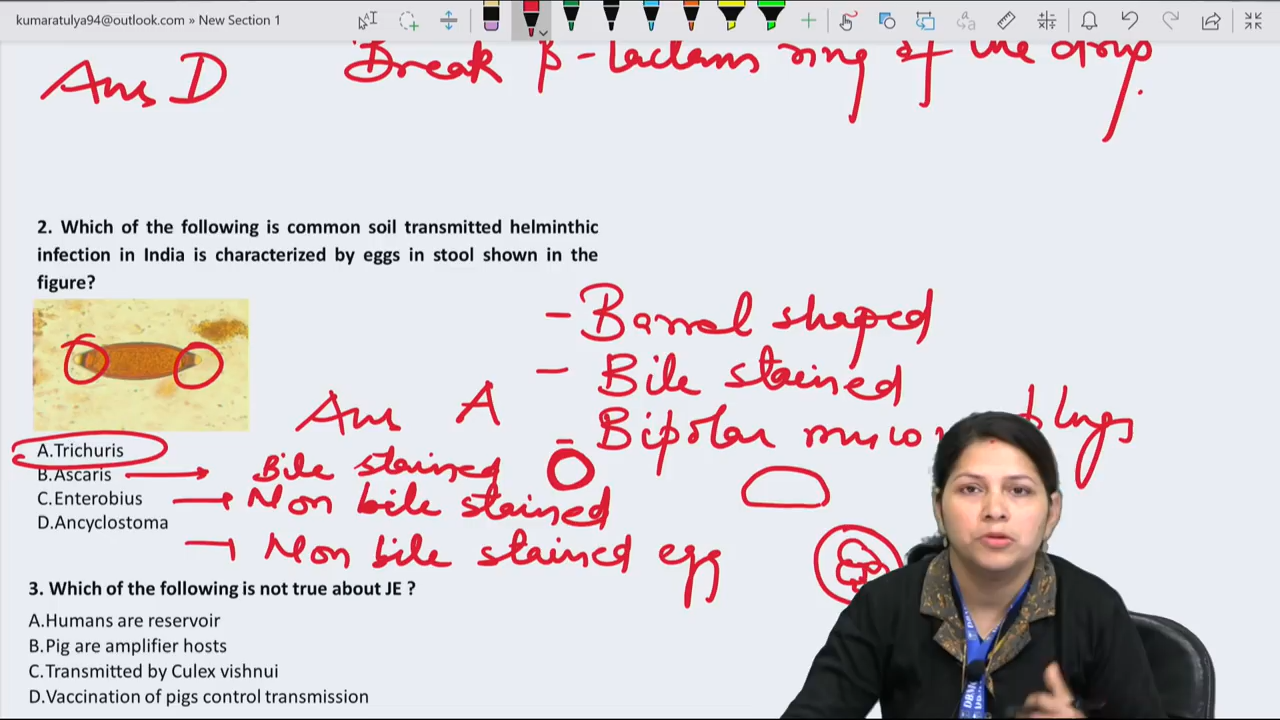 kumaratulya94@outlook.com » New Section 1
Break β-lactams ring of the drug.
Ans D
2. Which of the following is common soil transmitted helminthic
infection in India is characterized by eggs in stool shown in the
figure?
- Barrel shaped
- Bile stained
- Bipolar mucon plugs
Ans A
A.Trichuris
B.Ascaris → Bile stained
C.Enterobius → Non bile stained
D.Ancyclostoma → Non bile stained egg
3. Which of the following is not true about JE ?
A.Humans are reservoir
B.Pig are amplifier hosts
C.Transmitted by Culex vishnui
D.Vaccination of pigs control transmission